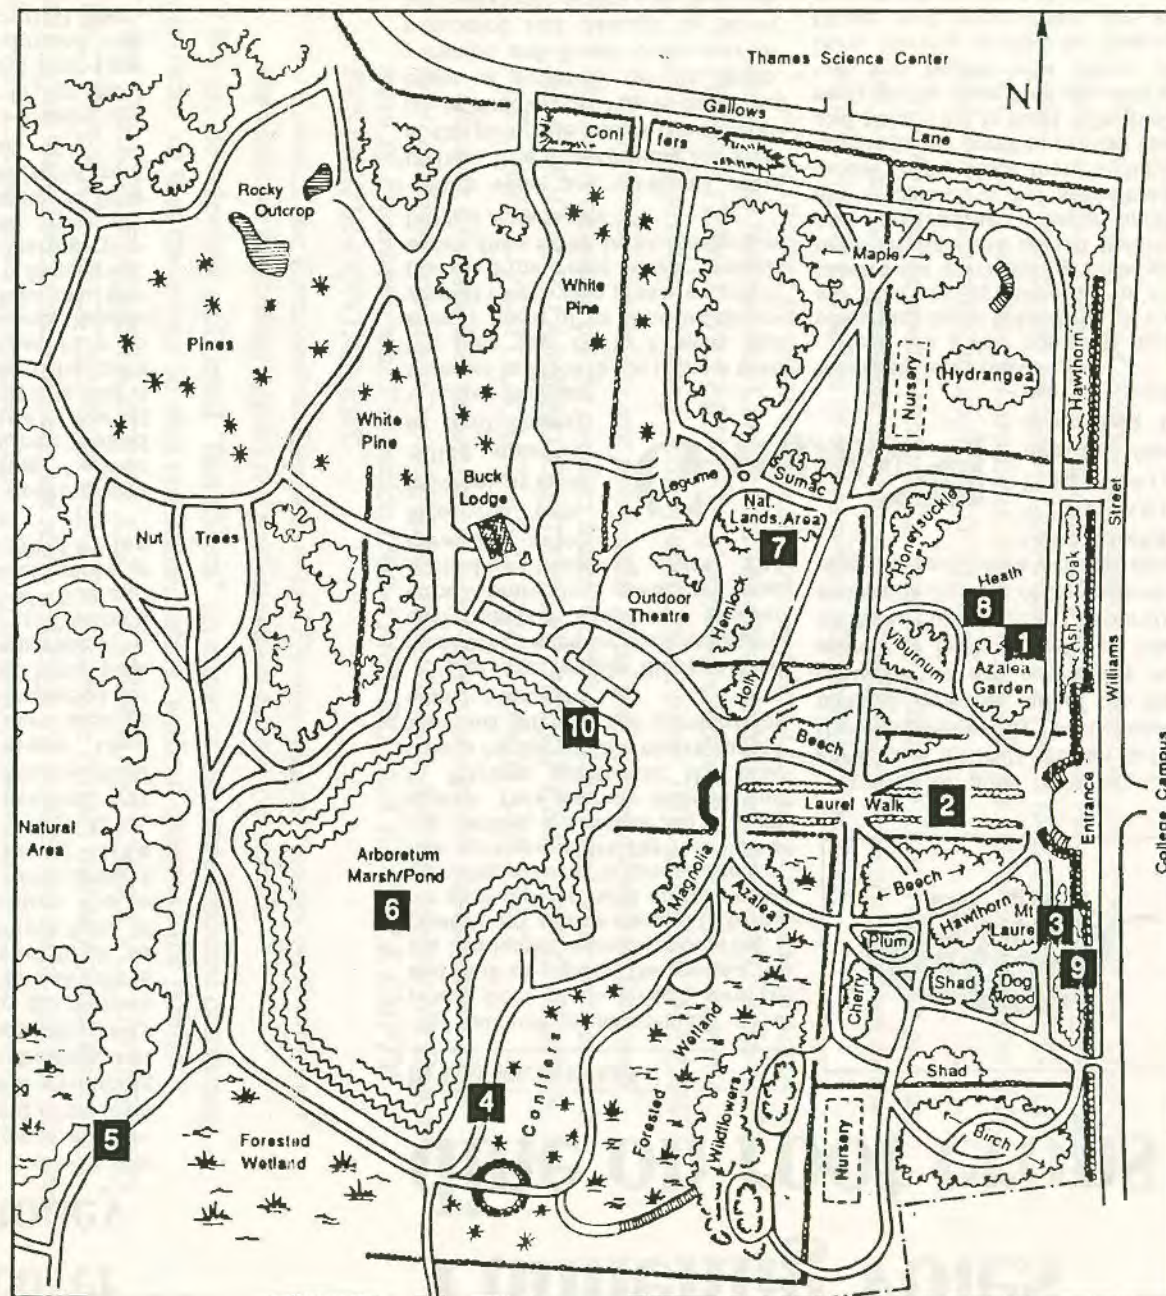 Thames Science Center
Gallows
Lane
N
Coni
fers
Rocky
Outcrop
Maple
White
Pine
Pines
Hawthorn
Nursery
(Hydrangea)
White
Pine
Buck
Lodge
Legume
Sumac
Nat.
Lands. Area
7
Honeysuckle
Street
Nut
Trees
Heath
8
Outdoor
Theatre
Hemlock
Oak
Ash
1
Viburnum
Azalea
Garden
Williams
Holly
10
Beech
Laurel Walk
2
Entrance
College Campus
Natural
Area
Arboretum
Marsh/Pond
6
Magnolia
Azalea
Beech
Hawthorn
Mt
Laure
3
Plum
9
Shad
Dog
wood
Cherry
Conifers
4
Forested
Wetland
Wildflowers
Shad
Birch
5
Forested
Wetland
Nursery